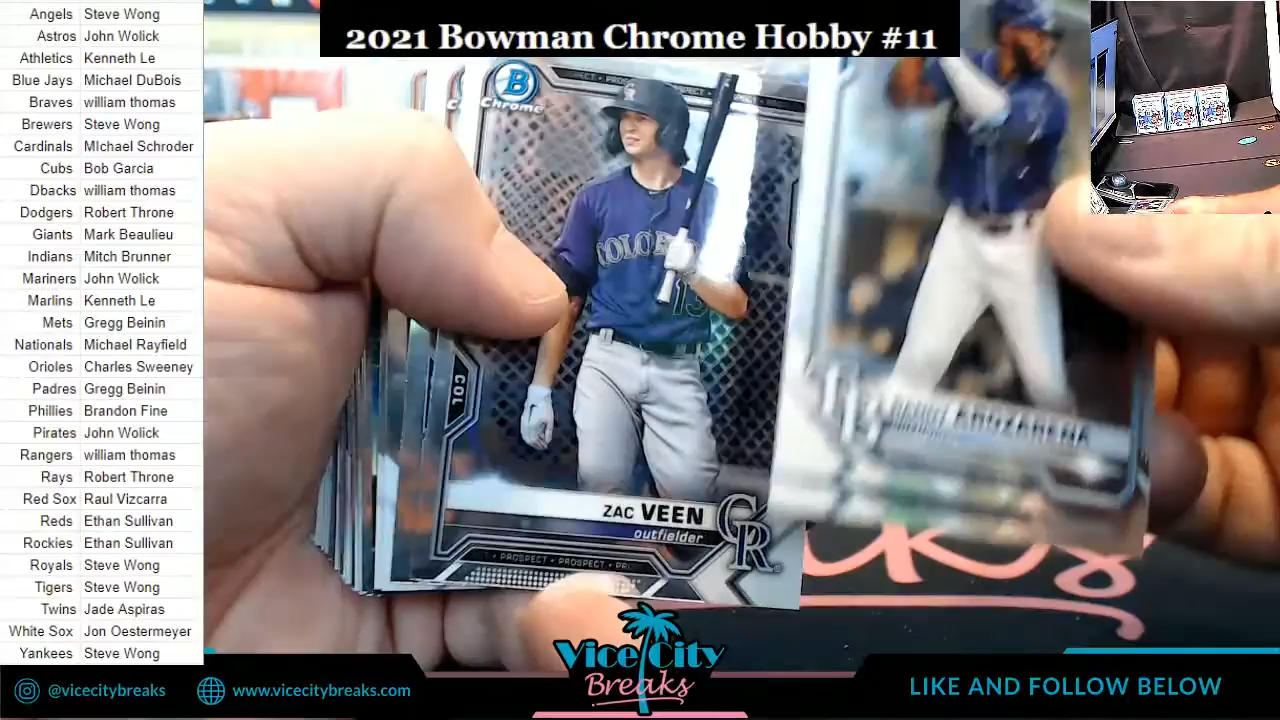 2021 Bowman Chrome Hobby #11
Angels Steve Wong
Astros John Wolick
Athletics Kenneth Le
Blue Jays Michael DuBois
Braves william thomas
Brewers Steve Wong
Cardinals MIchael Schroder
Cubs Bob Garcia
Dbacks william thomas
Dodgers Robert Throne
Giants Mark Beaulieu
Indians Mitch Brunner
Mariners John Wolick
Marlins Kenneth Le
Mets Gregg Beinin
Nationals Michael Rayfield
Orioles Charles Sweeney
Padres Gregg Beinin
Phillies Brandon Fine
Pirates John Wolick
Rangers william thomas
Rays Robert Throne
Red Sox Raul Vizcarra
Reds Ethan Sullivan
Rockies Ethan Sullivan
Royals Steve Wong
Tigers Steve Wong
Twins Jade Aspiras
White Sox Jon Oestermeyer
Yankees Steve Wong
B
Chrome
CR
COLOR
13
COL
ZAC VEEN
outfielder
CR
PROSPECT • PROSPECT
ARUZARENA
Vice City
Breaks
@vicecitybreaks
www.vicecitybreaks.com
LIKE AND FOLLOW BELOW